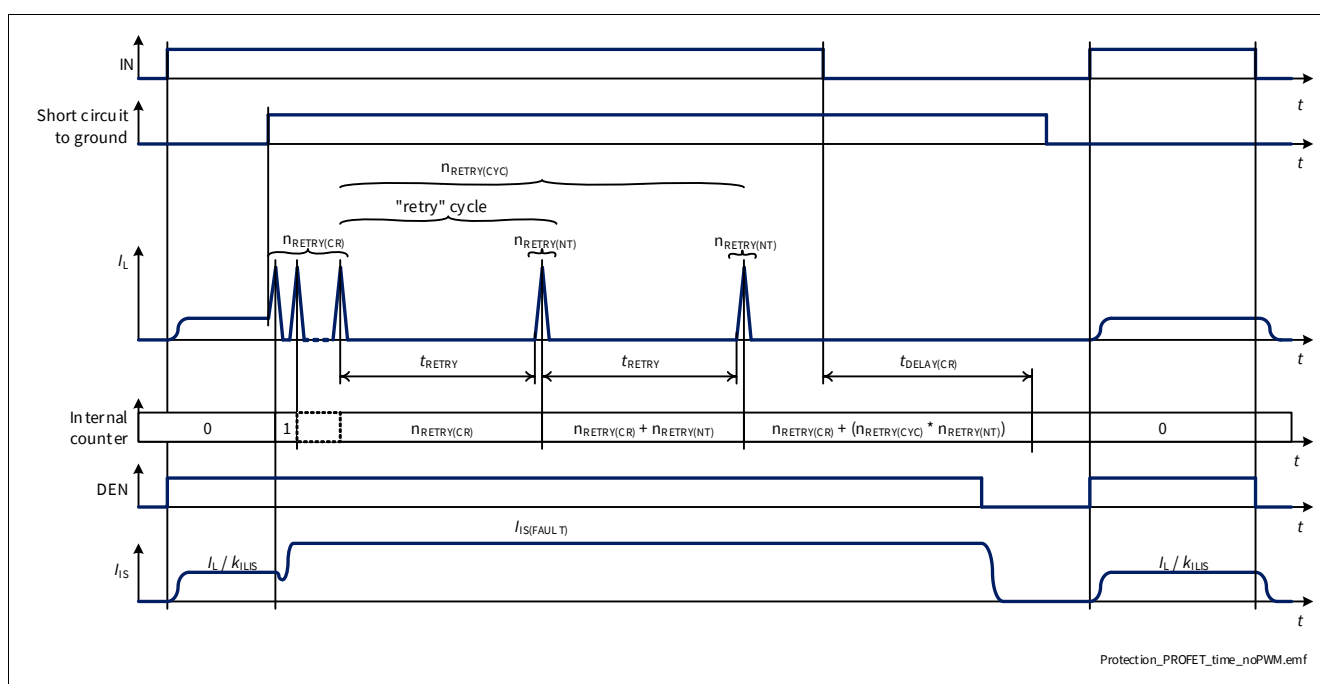 IN
t
Short circuit
to ground
t
nRETRY(CYC)
"retry" cycle
nRETRY(CR)
nRETRY(NT)
nRETRY(NT)
IL
t
tRETRY
tRETRY
tDELAY(CR)
Internal
counter
0
1
nRETRY(CR)
nRETRY(CR) + nRETRY(NT)
nRETRY(CR) + (nRETRY(CYC) * nRETRY(NT))
0
t
DEN
t
IIS(FAULT)
IIS
IL / kILIS
IL / kILIS
t
Protection_PROFET_time_noPWM.emf